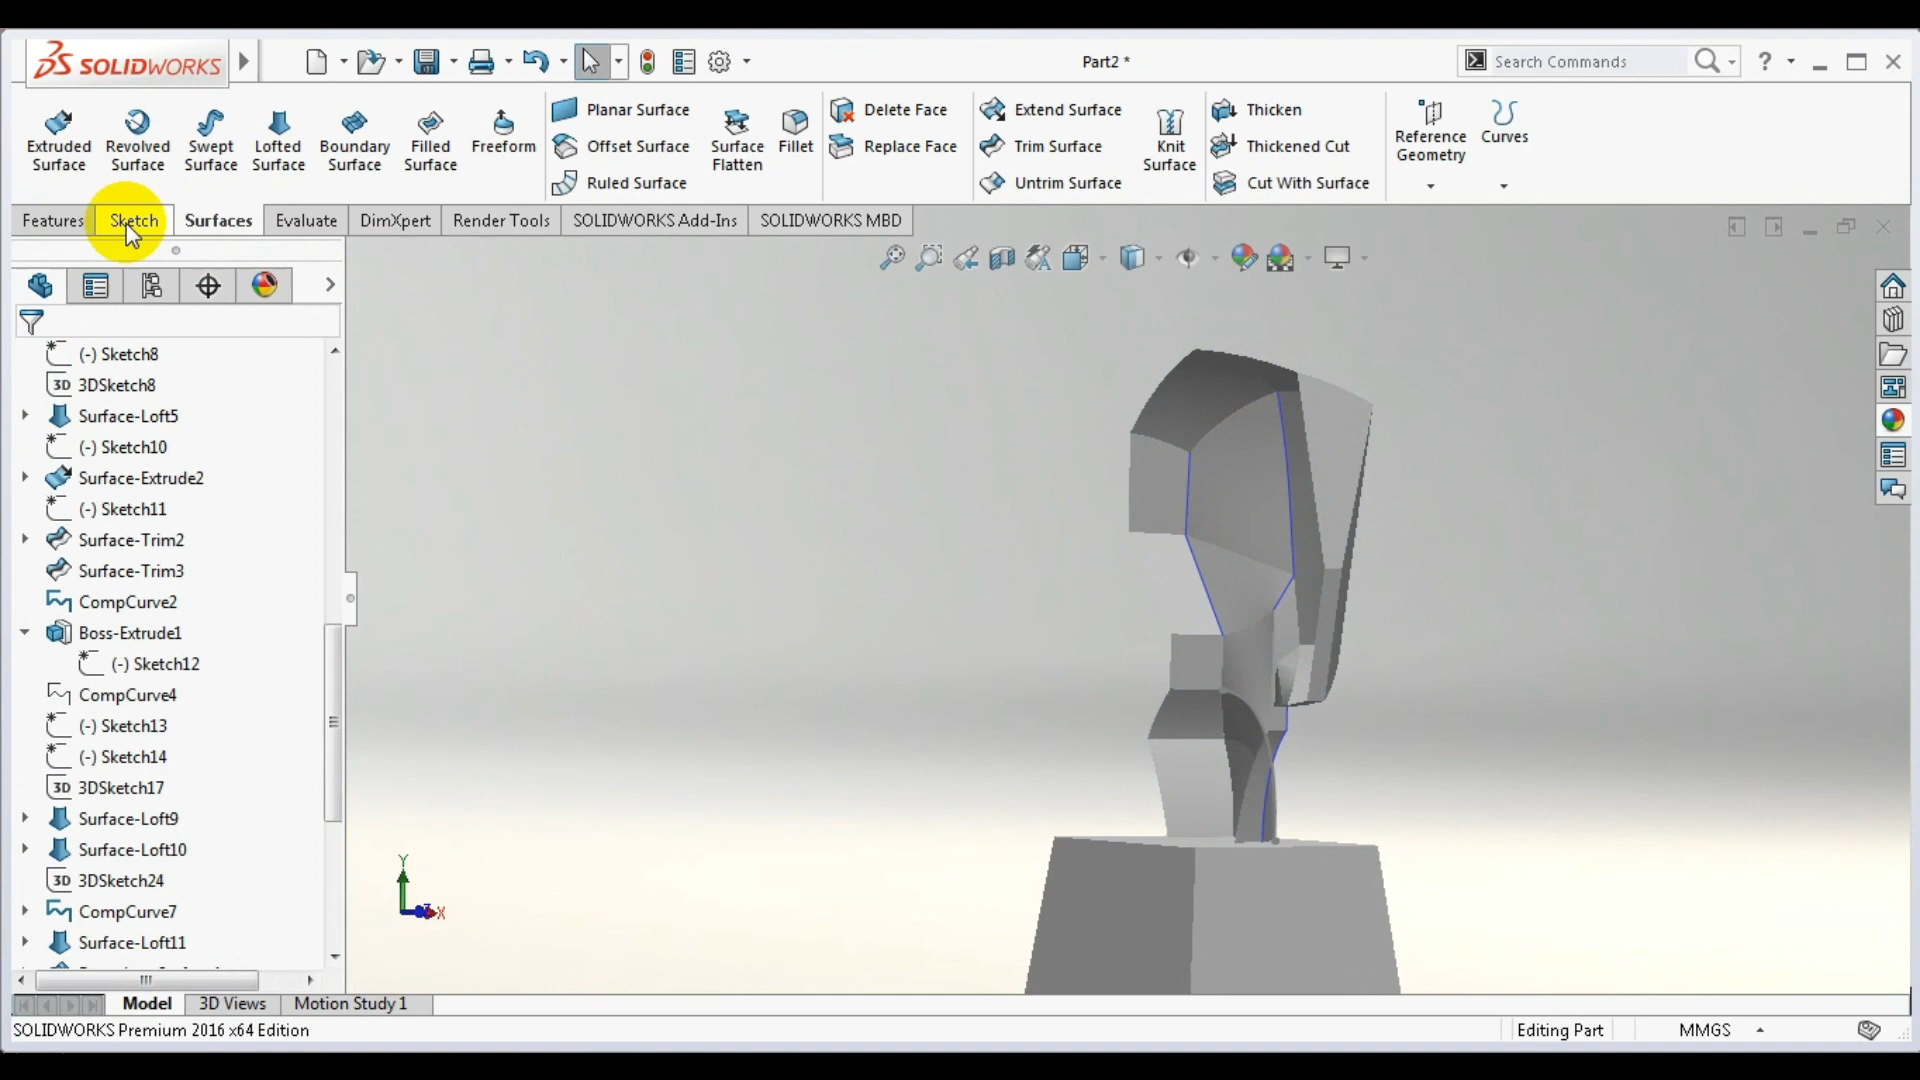 SOLIDWORKS
Part2 *
Search Commands
?
Extruded Surface
Revolved Surface
Swept Surface
Lofted Surface
Boundary Surface
Filled Surface
Freeform
Planar Surface
Offset Surface
Ruled Surface
Surface Flatten
Fillet
Delete Face
Replace Face
Extend Surface
Trim Surface
Untrim Surface
Knit Surface
Thicken
Thickened Cut
Cut With Surface
Reference Geometry
Curves
Features
Sketch
Surfaces
Evaluate
DimXpert
Render Tools
SOLIDWORKS Add-Ins
SOLIDWORKS MBD
(-) Sketch8
3D 3DSketch8
Surface-Loft5
(-) Sketch10
Surface-Extrude2
(-) Sketch11
Surface-Trim2
Surface-Trim3
CompCurve2
Boss-Extrude1
(-) Sketch12
CompCurve4
(-) Sketch13
(-) Sketch14
3D 3DSketch17
Surface-Loft9
Surface-Loft10
3D 3DSketch24
CompCurve7
Surface-Loft11
Y
X
Model
3D Views
Motion Study 1
SOLIDWORKS Premium 2016 x64 Edition
Editing Part
MMGS